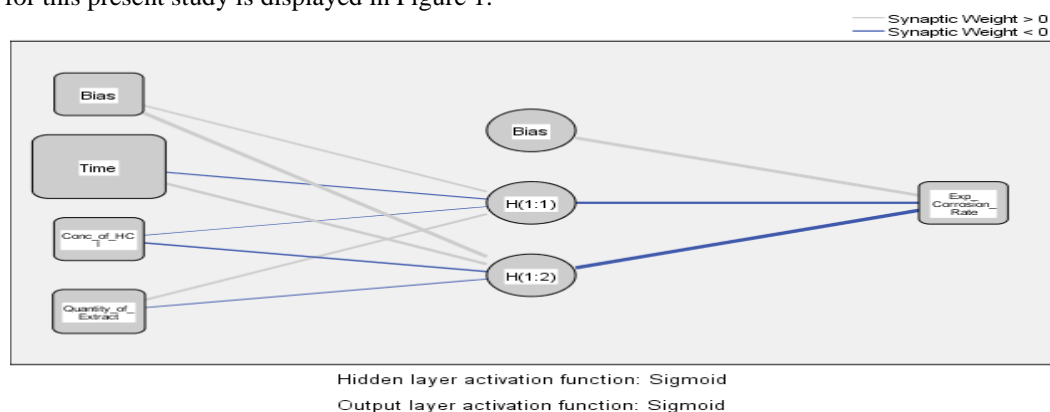 for this present study is displayed in Figure 1.
Synaptic Weight > 0
Synaptic Weight < 0
Bias
Time
Conc_of_HC
l
Quantity_of_
Extract
Bias
H(1:1)
H(1:2)
Exp_
Corrosion_
Rate
Hidden layer activation function: Sigmoid
Output layer activation function: Sigmoid